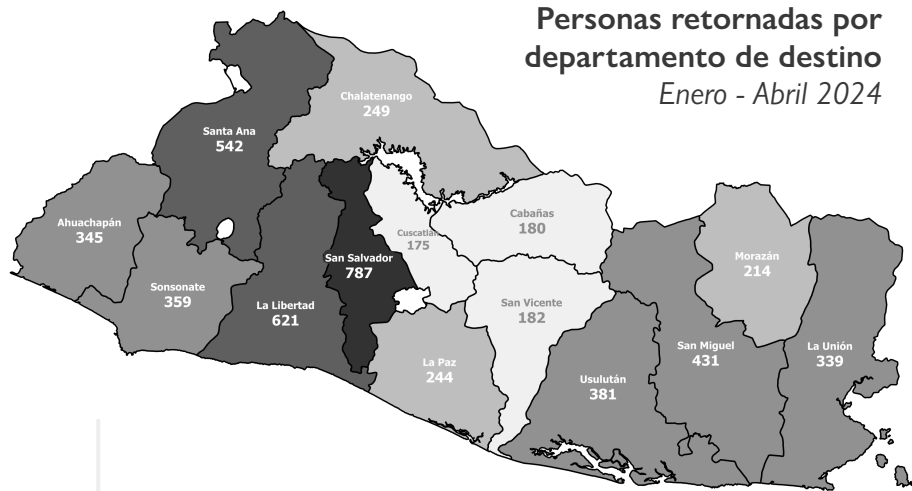 Personas retornadas por
departamento de destino
Enero - Abril 2024
Chalatenango
249
Santa Ana
542
Ahuachapán
345
Cuscatlán
175
Cabañas
180
Sonsonate
359
La Libertad
621
San Salvador
787
San Vicente
182
Morazán
214
La Paz
244
Usulután
381
San Miguel
431
La Unión
339